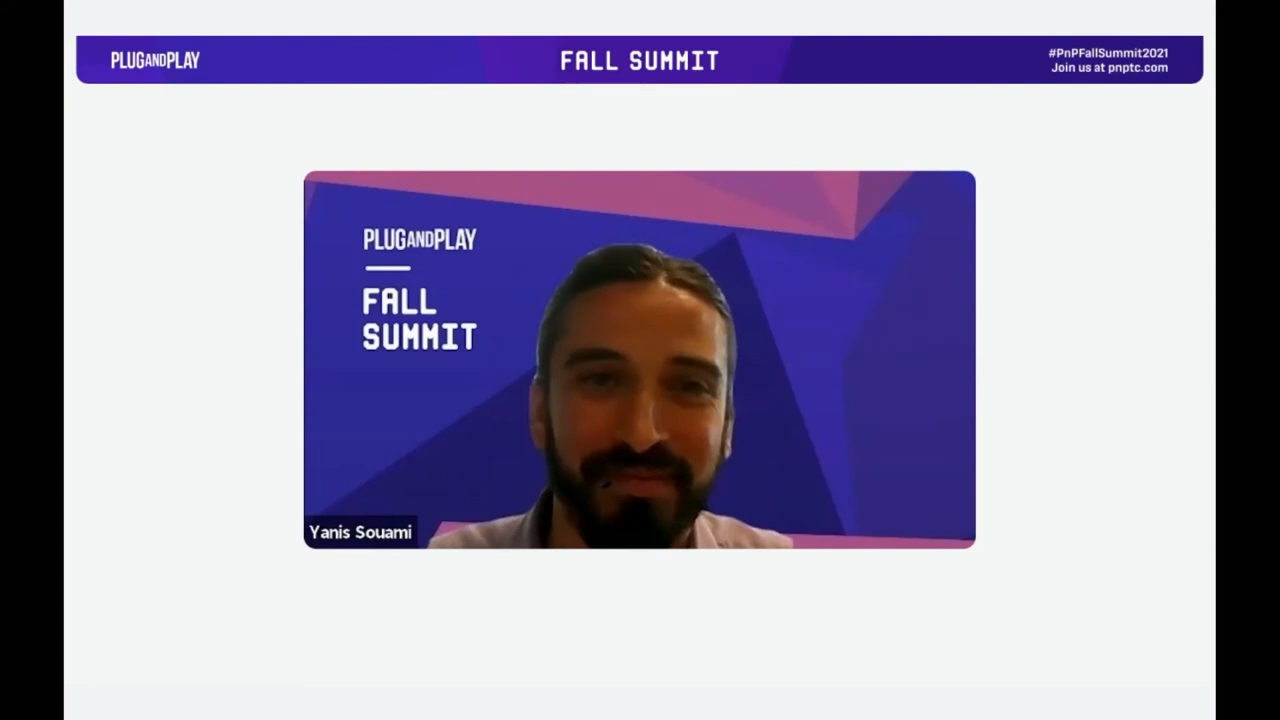 PLUGANDPLAY
FALL SUMMIT
#PnPFallSummit2021
Join us at pnptc.com
PLUGANDPLAY
FALL
SUMMIT
Yanis Souami